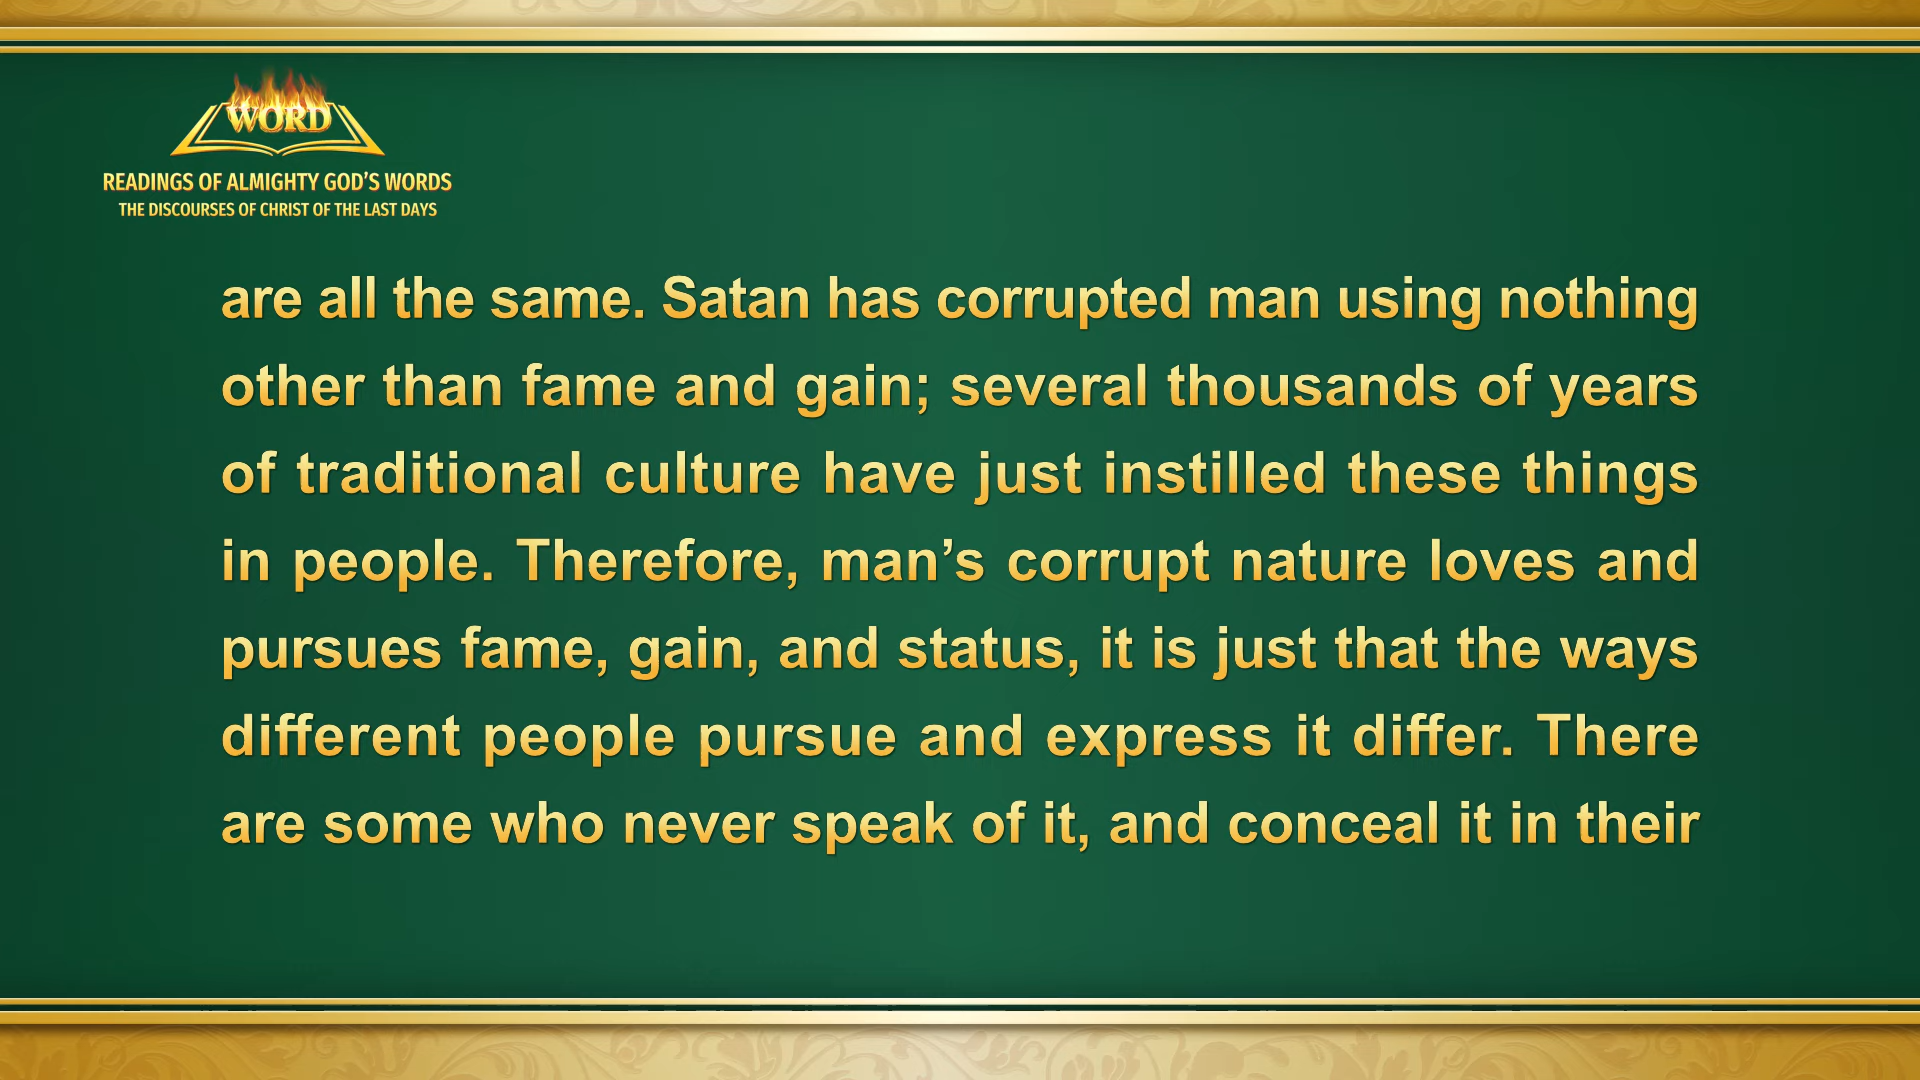 WORD
READINGS OF ALMIGHTY GOD’S WORDS
THE DISCOURSES OF CHRIST OF THE LAST DAYS
are all the same. Satan has corrupted man using nothing
other than fame and gain; several thousands of years
of traditional culture have just instilled these things
in people. Therefore, man’s corrupt nature loves and
pursues fame, gain, and status, it is just that the ways
different people pursue and express it differ. There
are some who never speak of it, and conceal it in their